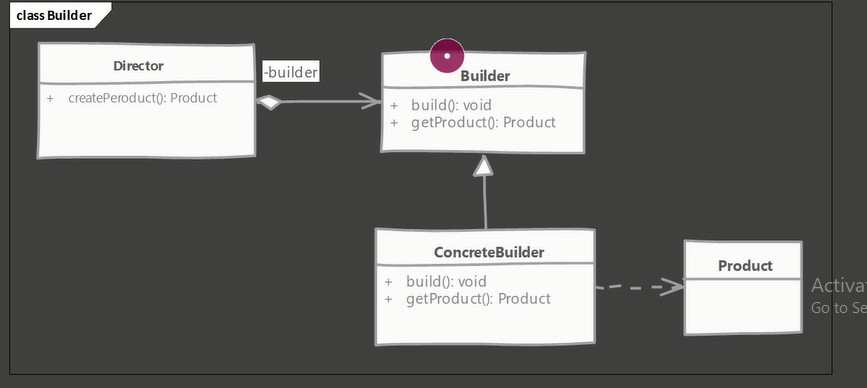 class Builder
Director
+ createPeroduct(): Product
-builder
Builder
+ build(): void
+ getProduct(): Product
ConcreteBuilder
+ build(): void
+ getProduct(): Product
Product
Activa
Go to Se